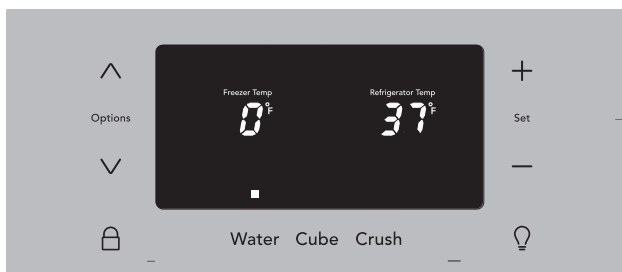 Freezer Temp Refrigerator Temp
0°F 37°F
Options Set
Water Cube Crush